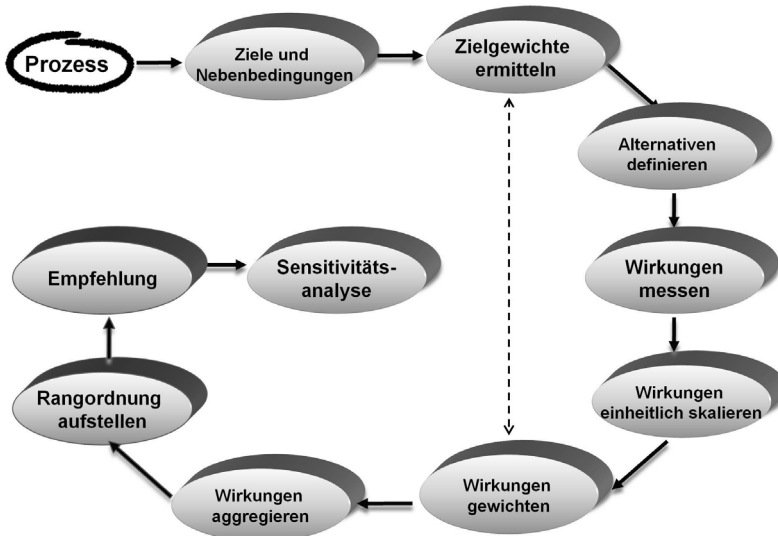 Prozess
Ziele und
Nebenbedingungen
Zielgewichte
ermitteln
Alternativen
definieren
Wirkungen
messen
Wirkungen
einheitlich skalieren
Wirkungen
gewichten
Wirkungen
aggregieren
Rangordnung
aufstellen
Empfehlung
Sensitivitäts-
analyse